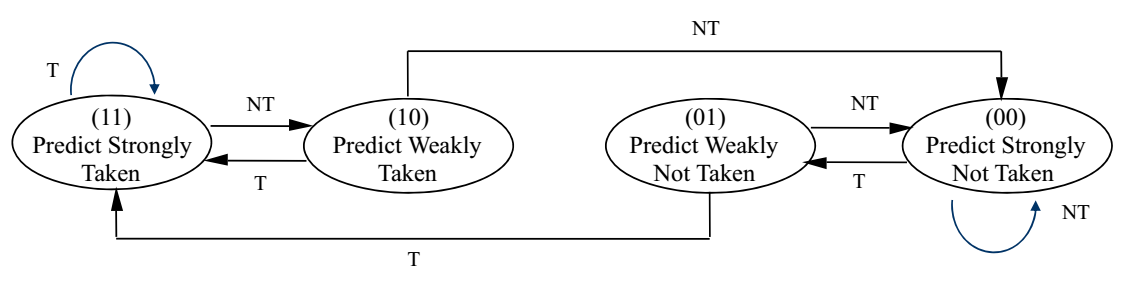 NT
T
(11)
Predict Strongly
Taken
NT
T
(10)
Predict Weakly
Taken
(01)
Predict Weakly
Not Taken
NT
T
(00)
Predict Strongly
Not Taken
NT
T